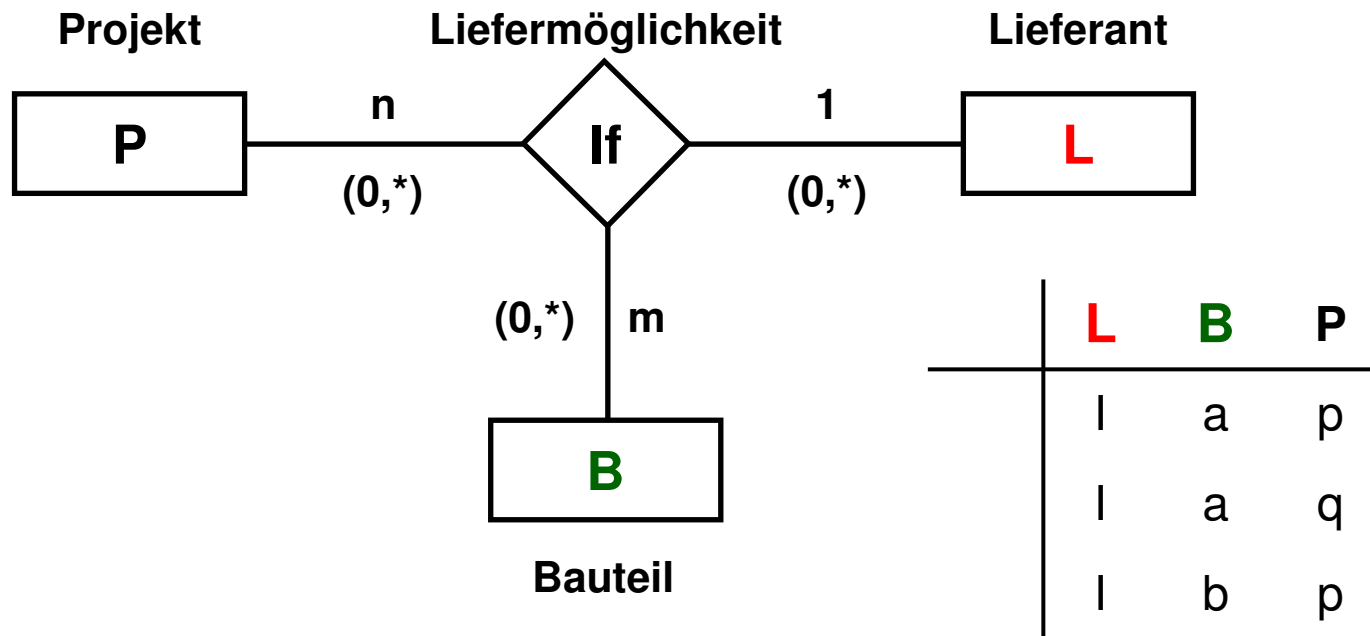 Projekt Liefermöglichkeit Lieferant
n 1
P lf L
(0,*) (0,*)
(0,*) m
L B P
l a p
B
l a q
Bauteil
l b p